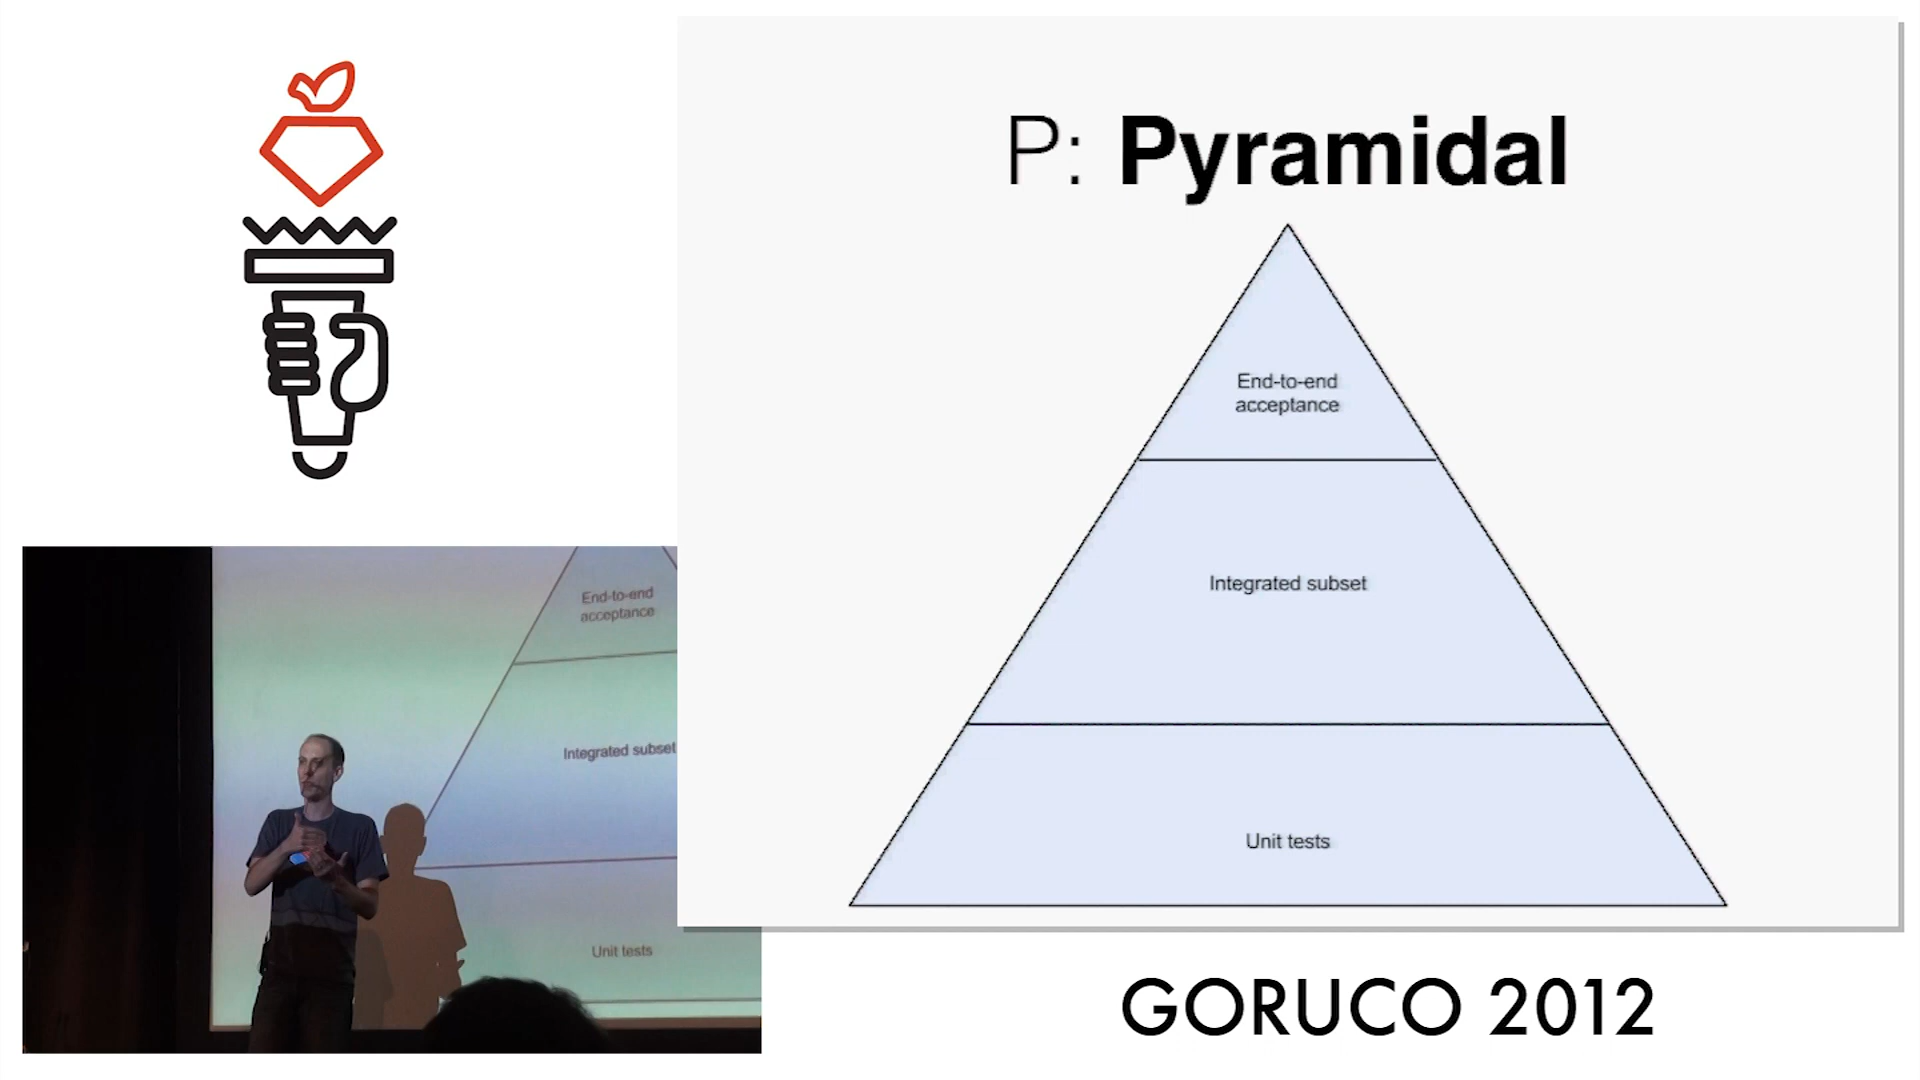 P: Pyramidal
End-to-end
acceptance
Integrated subset
Unit tests
End-to-end
acceptance
Integrated subset
Unit tests
GORUCO 2012